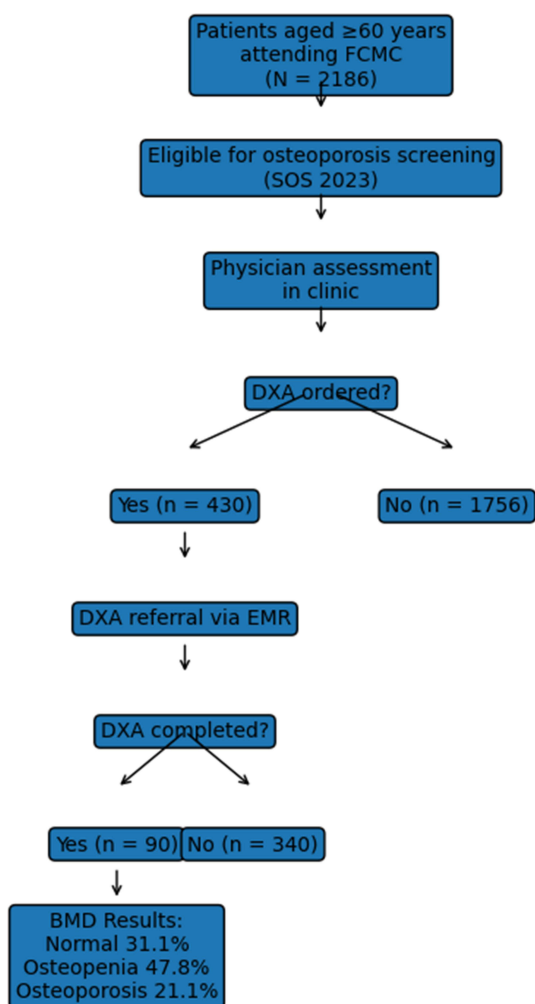 Patients aged ≥60 years
attending FCMC
(N = 2186)
Eligible for osteoporosis screening
(SOS 2023)
Physician assessment
in clinic
DXA ordered?
Yes (n = 430)
No (n = 1756)
DXA referral via EMR
DXA completed?
Yes (n = 90)
No (n = 340)
BMD Results:
Normal 31.1%
Osteopenia 47.8%
Osteoporosis 21.1%